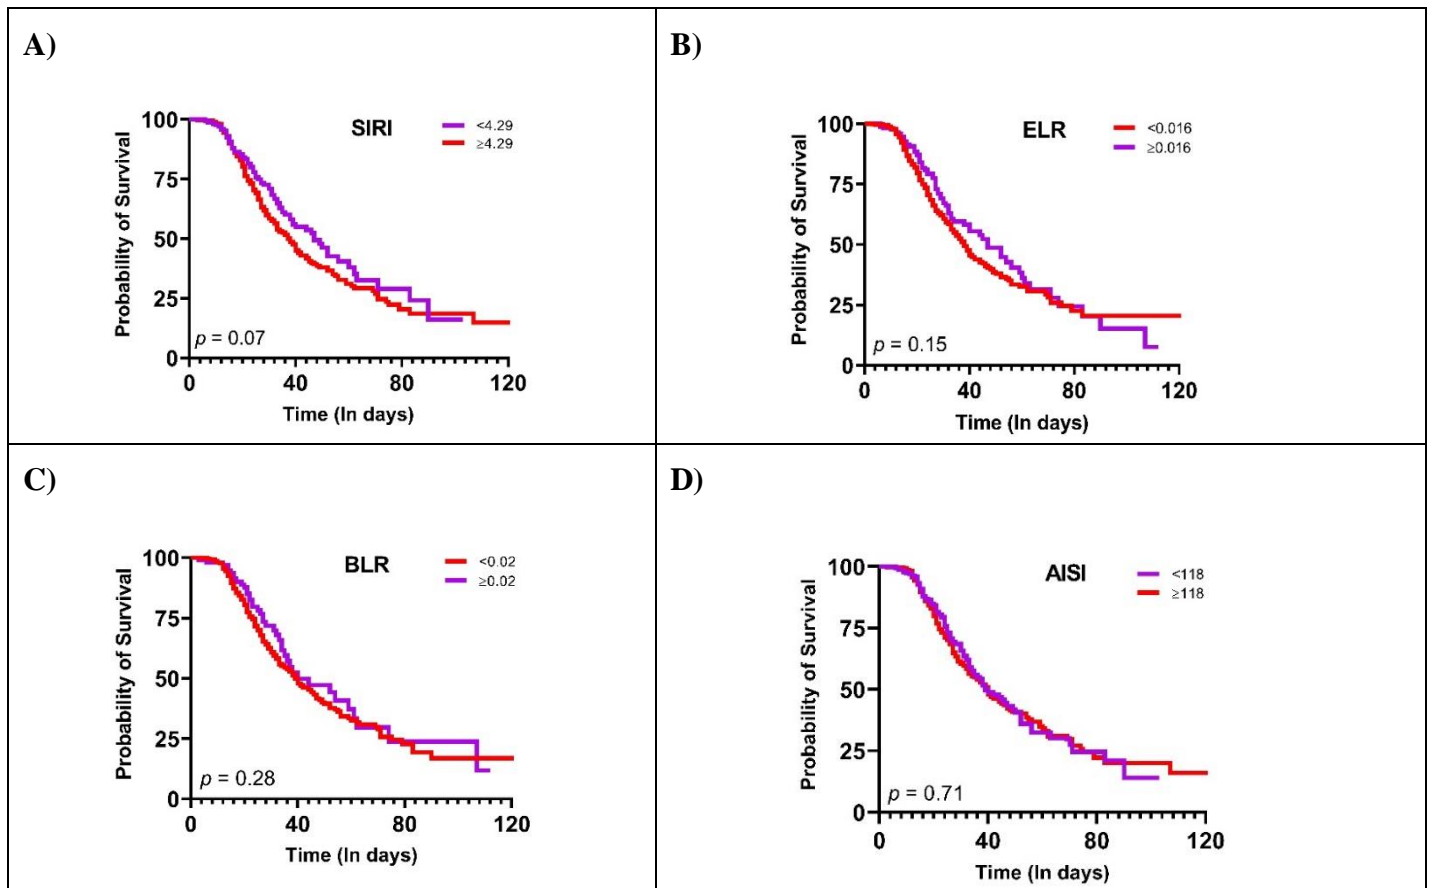 A)
SIRI
<4.29
≥4.29
100
75
50
25
0
Probability of Survival
p = 0.07
0 40 80 120
Time (In days)
B)
ELR
<0.016
≥0.016
100
75
50
25
0
Probability of Survival
p = 0.15
0 40 80 120
Time (In days)
C)
BLR
<0.02
≥0.02
100
75
50
25
0
Probability of Survival
p = 0.28
0 40 80 120
Time (In days)
D)
AISI
<118
≥118
100
75
50
25
0
Probability of Survival
p = 0.71
0 40 80 120
Time (In days)